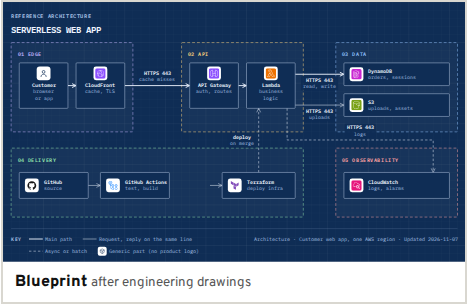 REFERENCE ARCHITECTURE
SERVERLESS WEB APP
01 EDGE
02 API
03 DATA
Customer
browser
or app
CloudFront
cache, TLS
HTTPS 443
cache misses
API Gateway
auth, routes
Lambda
business
logic
HTTPS 443
read, write
DynamoDB
orders, sessions
HTTPS 443
uploads
S3
uploads, assets
HTTPS 443
logs
deploy
on merge
04 DELIVERY
05 OBSERVABILITY
GitHub
source
GitHub Actions
test, build
Terraform
deploy infra
CloudWatch
logs, alarms
KEY
Main path
Request, reply on the same line
Async or batch
Generic part (no product logo)
Architecture · Customer web app, one AWS region · Updated 2024-11-07
Blueprint after engineering drawings